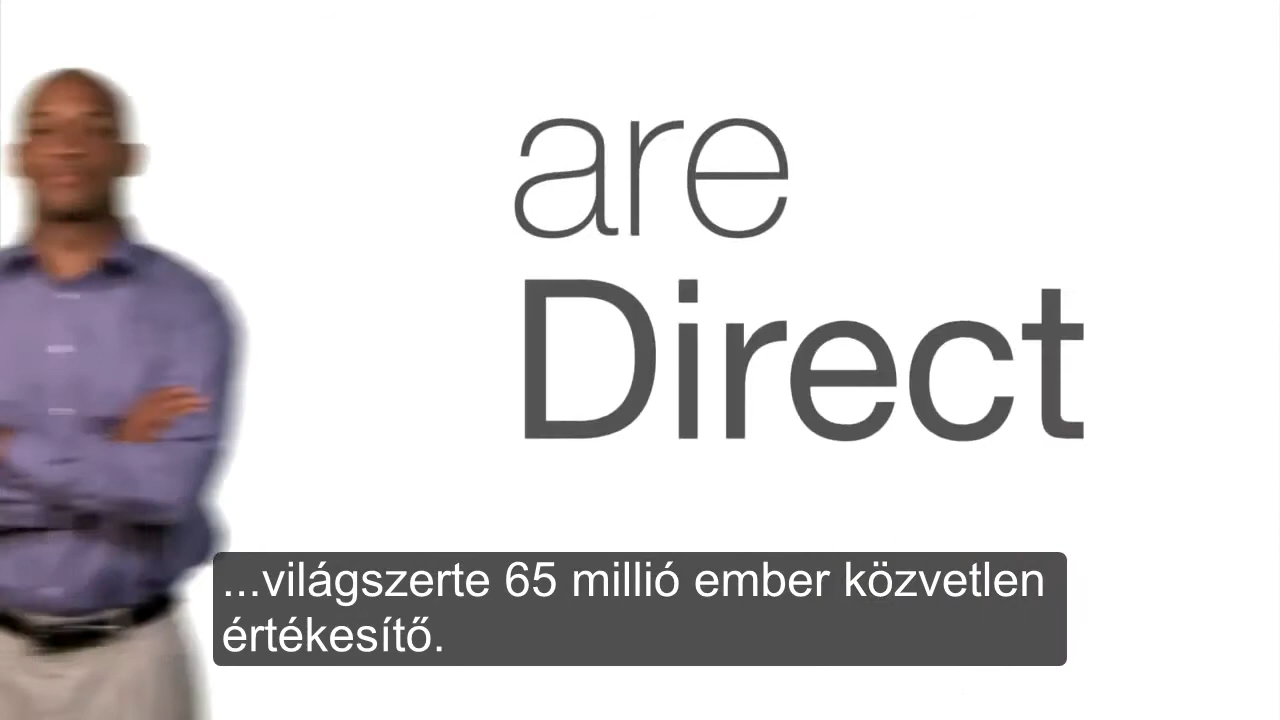 are
Direct
...világszerte 65 millió ember közvetlen
értékesítő.